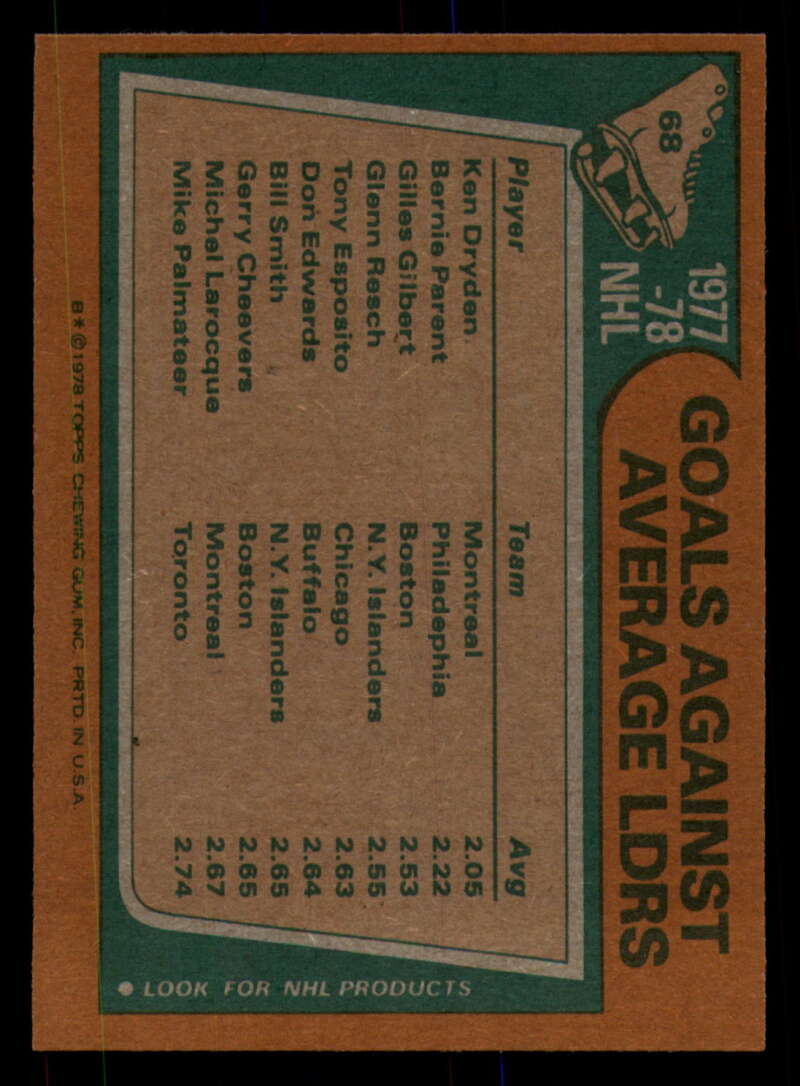 68
1977
-78
NHL
GOALS AGAINST
AVERAGE LDRS
Player Team Avg
Ken Dryden Montreal 2.05
Bernie Parent Philadephia 2.22
Gilles Gilbert Boston 2.53
Glenn Resch N.Y. Islanders 2.55
Tony Esposito Chicago 2.63
Don Edwards Buffalo 2.64
Bill Smith N.Y. Islanders 2.65
Gerry Cheevers Boston 2.65
Michel Larocque Montreal 2.67
Mike Palmateer Toronto 2.74
● LOOK FOR NHL PRODUCTS
B*©1978 TOPPS CHEWING GUM, INC. PRTD. IN U.S.A.